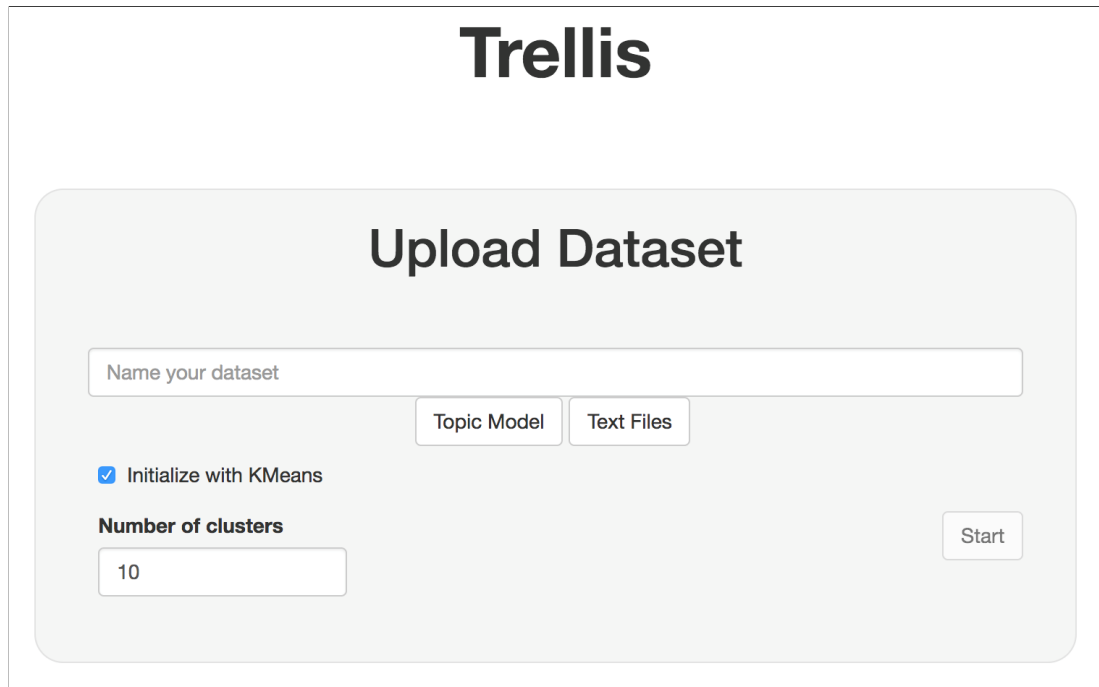 Trellis
Upload Dataset
Name your dataset
Topic Model Text Files
Initialize with KMeans
Number of clusters
Start
10